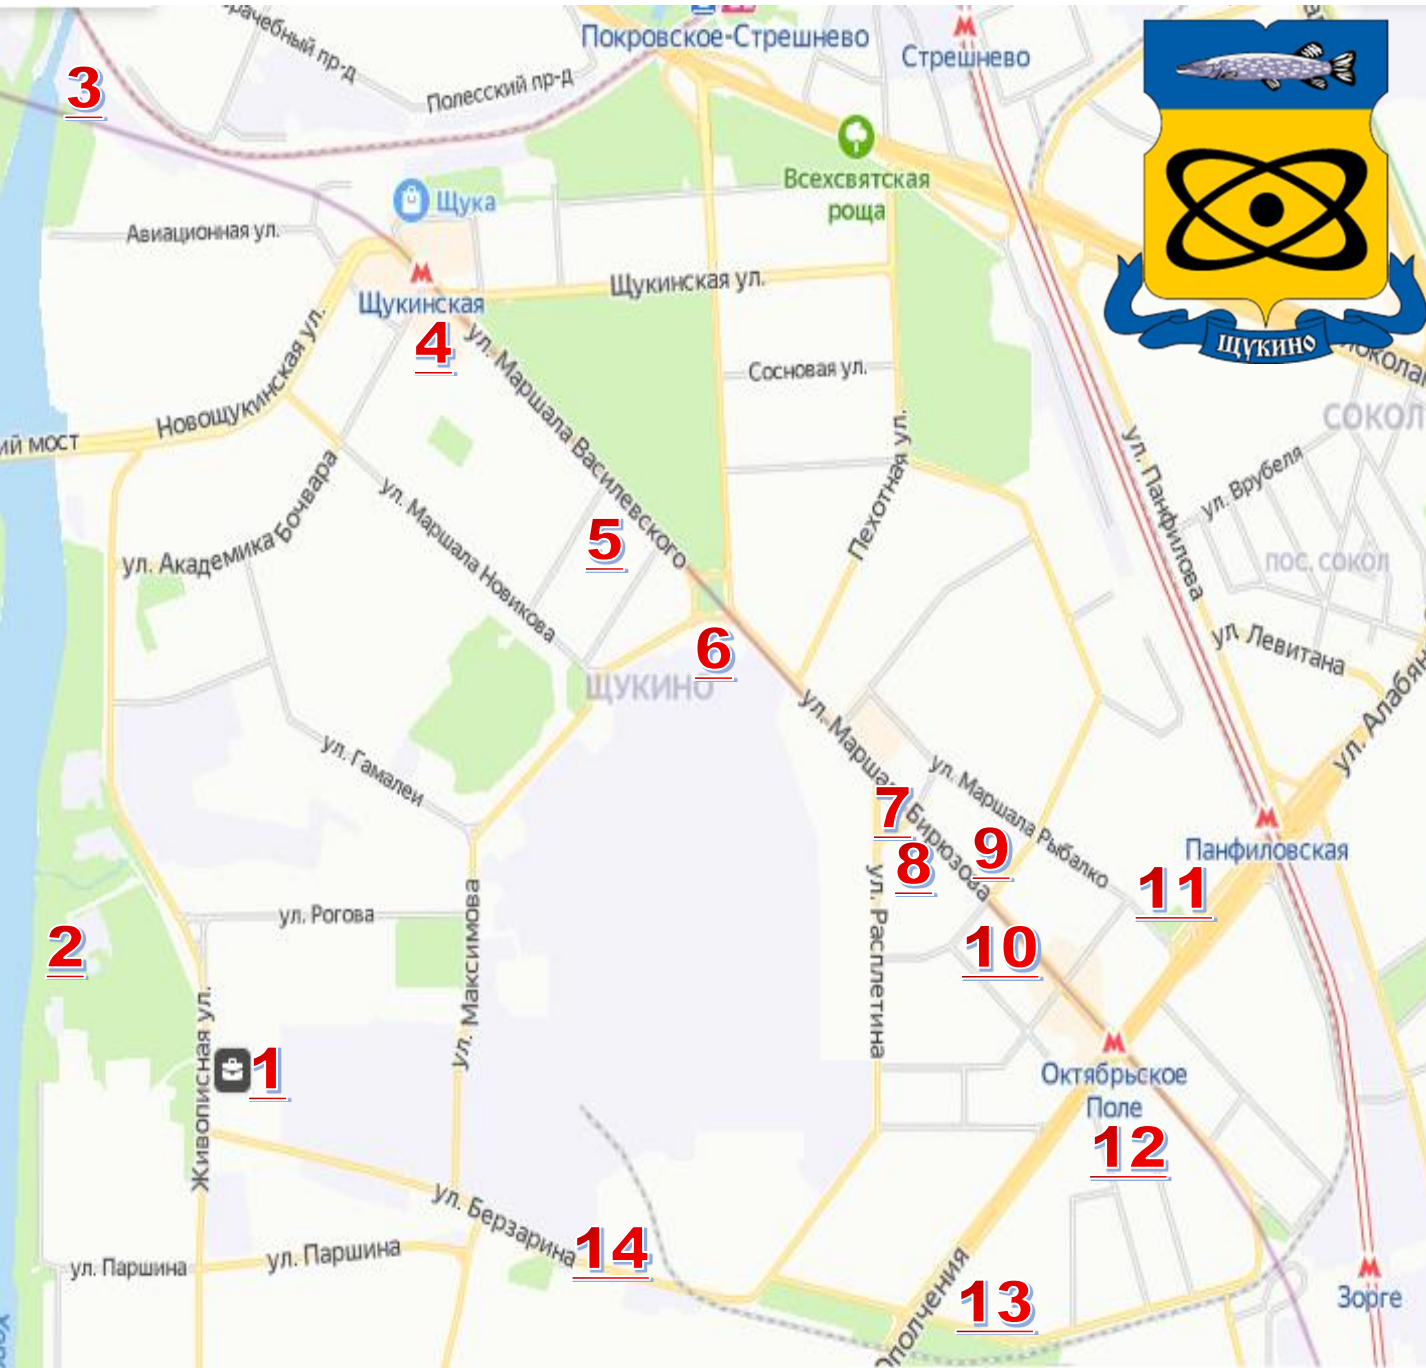 Врачебный пр-д
Полесский пр-д
Покровское-Стрешнево
Стрешнево
3
Всехсвятская
роща
Щука
Авиационная ул.
Щукинская
Щукинская ул.
4
ЩУКИНО
ул. Маршала Василевского
Новощукинская ул.
Сосновая ул.
СОКОЛ
ий мост
ул. Панфилова
ул. Врубеля
Пехотная ул.
ул. Академика Бочвара
ул. Маршала Новикова
5
пос. СОКОЛ
ул. Левитана
6
ЩУКИНО
ул. Алабян
ул. Гамалеи
ул. Маршала Бирюзова
ул. Маршала Рыбалко
7
8
9
Панфиловская
11
ул. Рогова
ул. Максимова
ул. Расплетина
2
10
Живописная ул.
1
Октябрьское
Поле
12
ул. Берзарина
14
ул. Паршина
ул. Паршина
13
Ополчения
Зорге